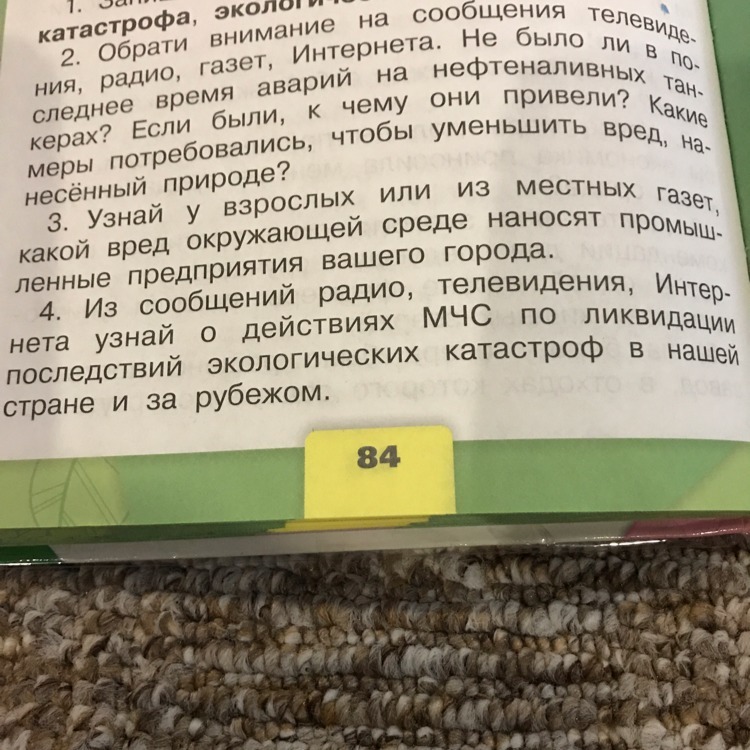 1.
катастрофа,
2. Обрати внимание на сообщения телевиде-
ния, радио, газет, Интернета. Не было ли в по-
следнее время аварий на нефтеналивных тан-
керах? Если были, к чему они привели? Какие
меры потребовались, чтобы уменьшить вред, на-
несённый природе?
3. Узнай у взрослых или из местных газет,
какой вред окружающей среде наносят промыш-
ленные предприятия вашего города.
4. Из сообщений радио, телевидения, Интер-
нета узнай о действиях МЧС по ликвидации
последствий экологических катастроф в нашей
стране и за рубежом.
84